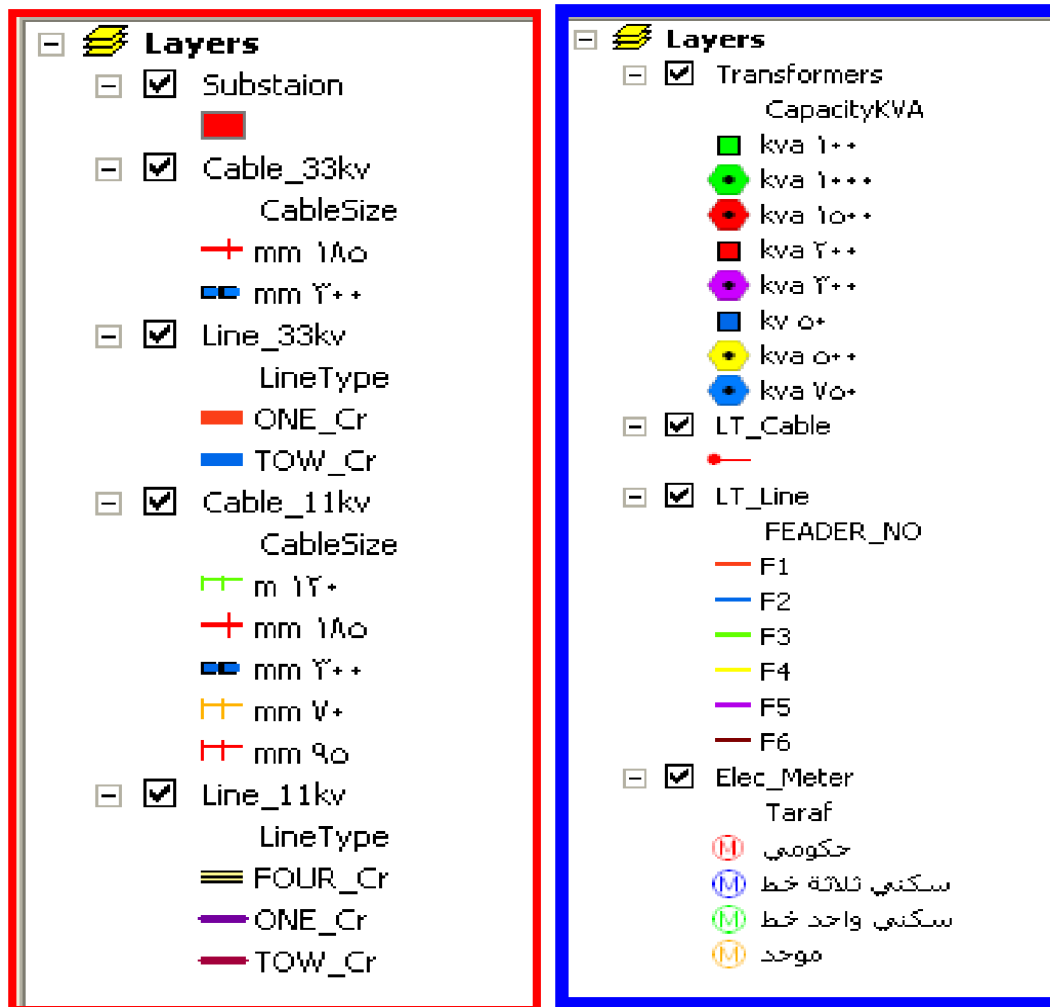 Layers
Substaion
Cable_33kv
CableSize
mm ١٨٥
mm ٣٠٠
Line_33kv
LineType
ONE_Cr
TOW_Cr
Cable_11kv
CableSize
m ١٢٠
mm ١٨٥
mm ٣٠٠
mm ٧٠
mm ٩٥
Line_11kv
LineType
FOUR_Cr
ONE_Cr
TOW_Cr
Layers
Transformers
CapacityKVA
kva ١٠٠
kva ١٠٠٠
kva ١٥٠٠
kva ٢٠٠
kva ٣٠٠
kv ٥٠
kva ٥٠٠
kva ٧٥٠
LT_Cable
LT_Line
FEADER_NO
F1
F2
F3
F4
F5
F6
Elec_Meter
Taraf
M حكومي
M سكني ثلاثة خط
M سكني واحد خط
M موحد